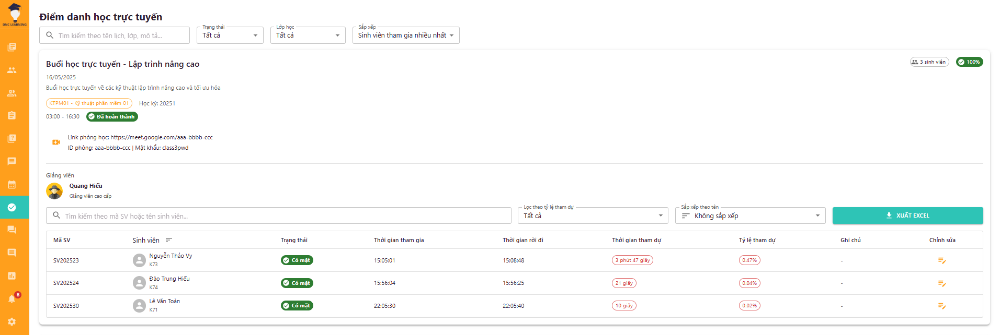 DNC LEARNING
Điểm danh học trực tuyến
Tìm kiếm theo tên lịch, lớp, mô tả...
Trạng thái
Tất cả
Lớp học
Tất cả
Sắp xếp
Sinh viên tham gia nhiều nhất
Buổi học trực tuyến - Lập trình nâng cao
3 sinh viên
100%
16/05/2025
Buổi học trực tuyến về các kỹ thuật lập trình nâng cao và tối ưu hóa
KTPM01 - Kỹ thuật phần mềm 01 Học kỳ: 20251
03:00 - 16:30 Đã hoàn thành
Link phòng học: https://meet.google.com/aaa-bbbb-ccc
ID phòng: aaa-bbbb-ccc | Mật khẩu: class3pwd
Giảng viên
Quang Hiếu
Giảng viên cao cấp
Tìm kiếm theo mã SV hoặc tên sinh viên...
Lọc theo tỷ lệ tham dự
Tất cả
Sắp xếp theo tên
Không sắp xếp
XUẤT EXCEL
Mã SV Sinh viên Trạng thái Thời gian tham gia Thời gian rời đi Thời gian tham dự Tỷ lệ tham dự Ghi chú Chỉnh sửa
SV202523 Nguyễn Thảo Vy Có mặt 15:05:01 15:08:48 3 phút 47 giây 0.47% -
K73
SV202524 Đào Trung Hiếu Có mặt 15:56:04 15:56:25 21 giây 0.04% -
K74
SV202530 Lê Văn Toàn Có mặt 22:05:30 22:05:40 10 giây 0.02% -
K71
8